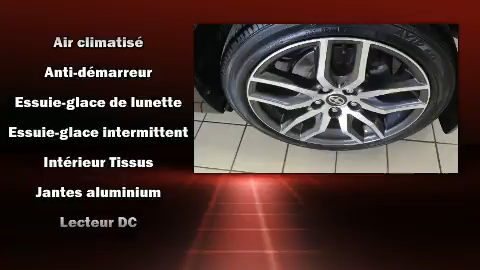 Air climatisé
Anti-démarreur
Essuie-glace de lunette
Essuie-glace intermittent
Intérieur Tissus
Jantes aluminium
Lecteur DC